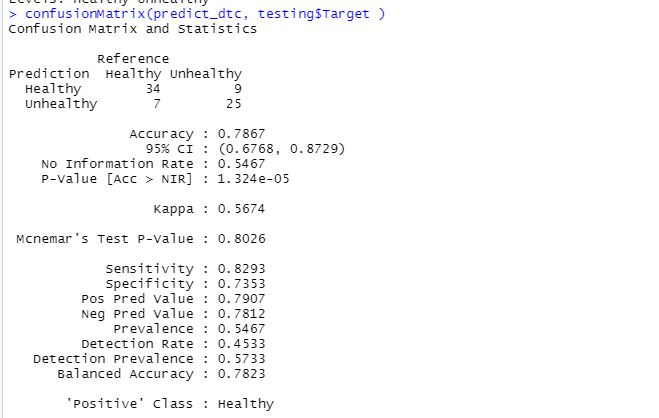 Levels: Healthy Unhealthy
> confusionMatrix(predict_dtc, testing$Target )
Confusion Matrix and Statistics

          Reference
Prediction  Healthy Unhealthy
  Healthy        34         9
  Unhealthy       7        25

               Accuracy : 0.7867
                 95% CI : (0.6768, 0.8729)
    No Information Rate : 0.5467
    P-Value [Acc > NIR] : 1.324e-05

                  Kappa : 0.5674

 Mcnemar's Test P-Value : 0.8026

            Sensitivity : 0.8293
            Specificity : 0.7353
         Pos Pred Value : 0.7907
         Neg Pred Value : 0.7812
             Prevalence : 0.5467
         Detection Rate : 0.4533
   Detection Prevalence : 0.5733
      Balanced Accuracy : 0.7823

       'Positive' Class : Healthy